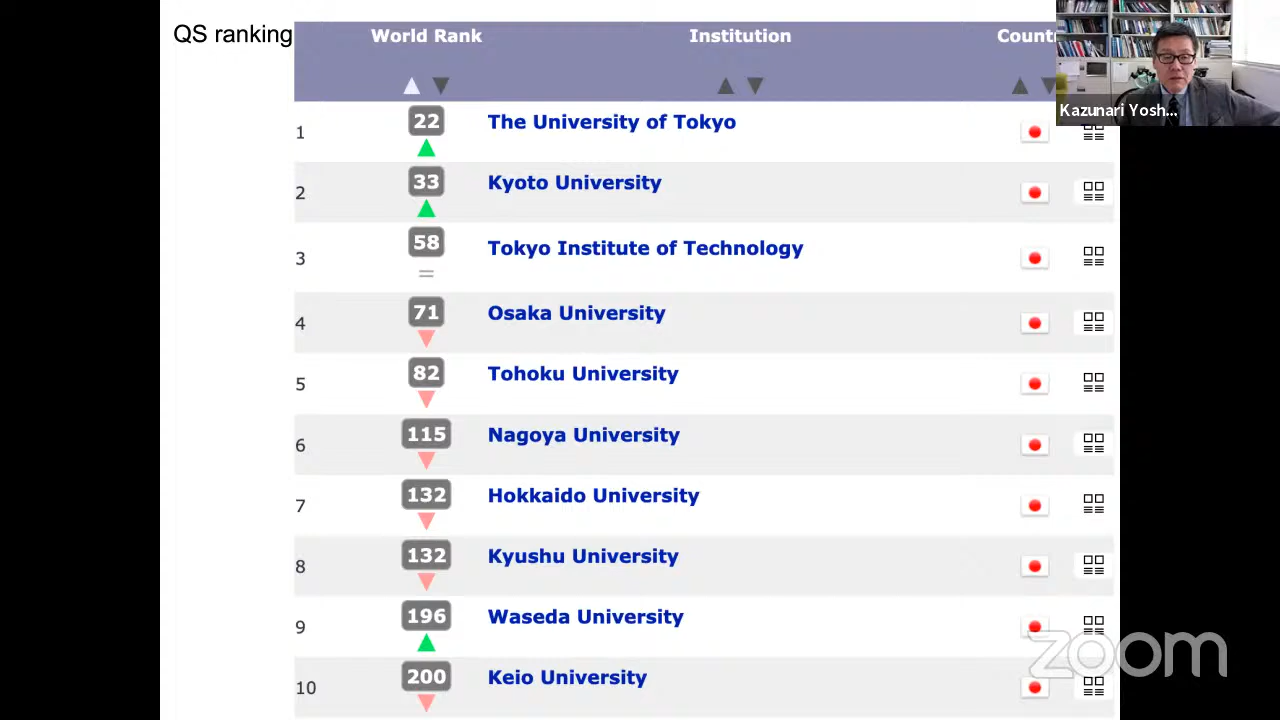 QS ranking
World Rank Institution Count
Kazunari Yosh...
1 22 The University of Tokyo
2 33 Kyoto University
3 58 Tokyo Institute of Technology
=
4 71 Osaka University
5 82 Tohoku University
6 115 Nagoya University
7 132 Hokkaido University
8 132 Kyushu University
9 196 Waseda University
zoom
10 200 Keio University